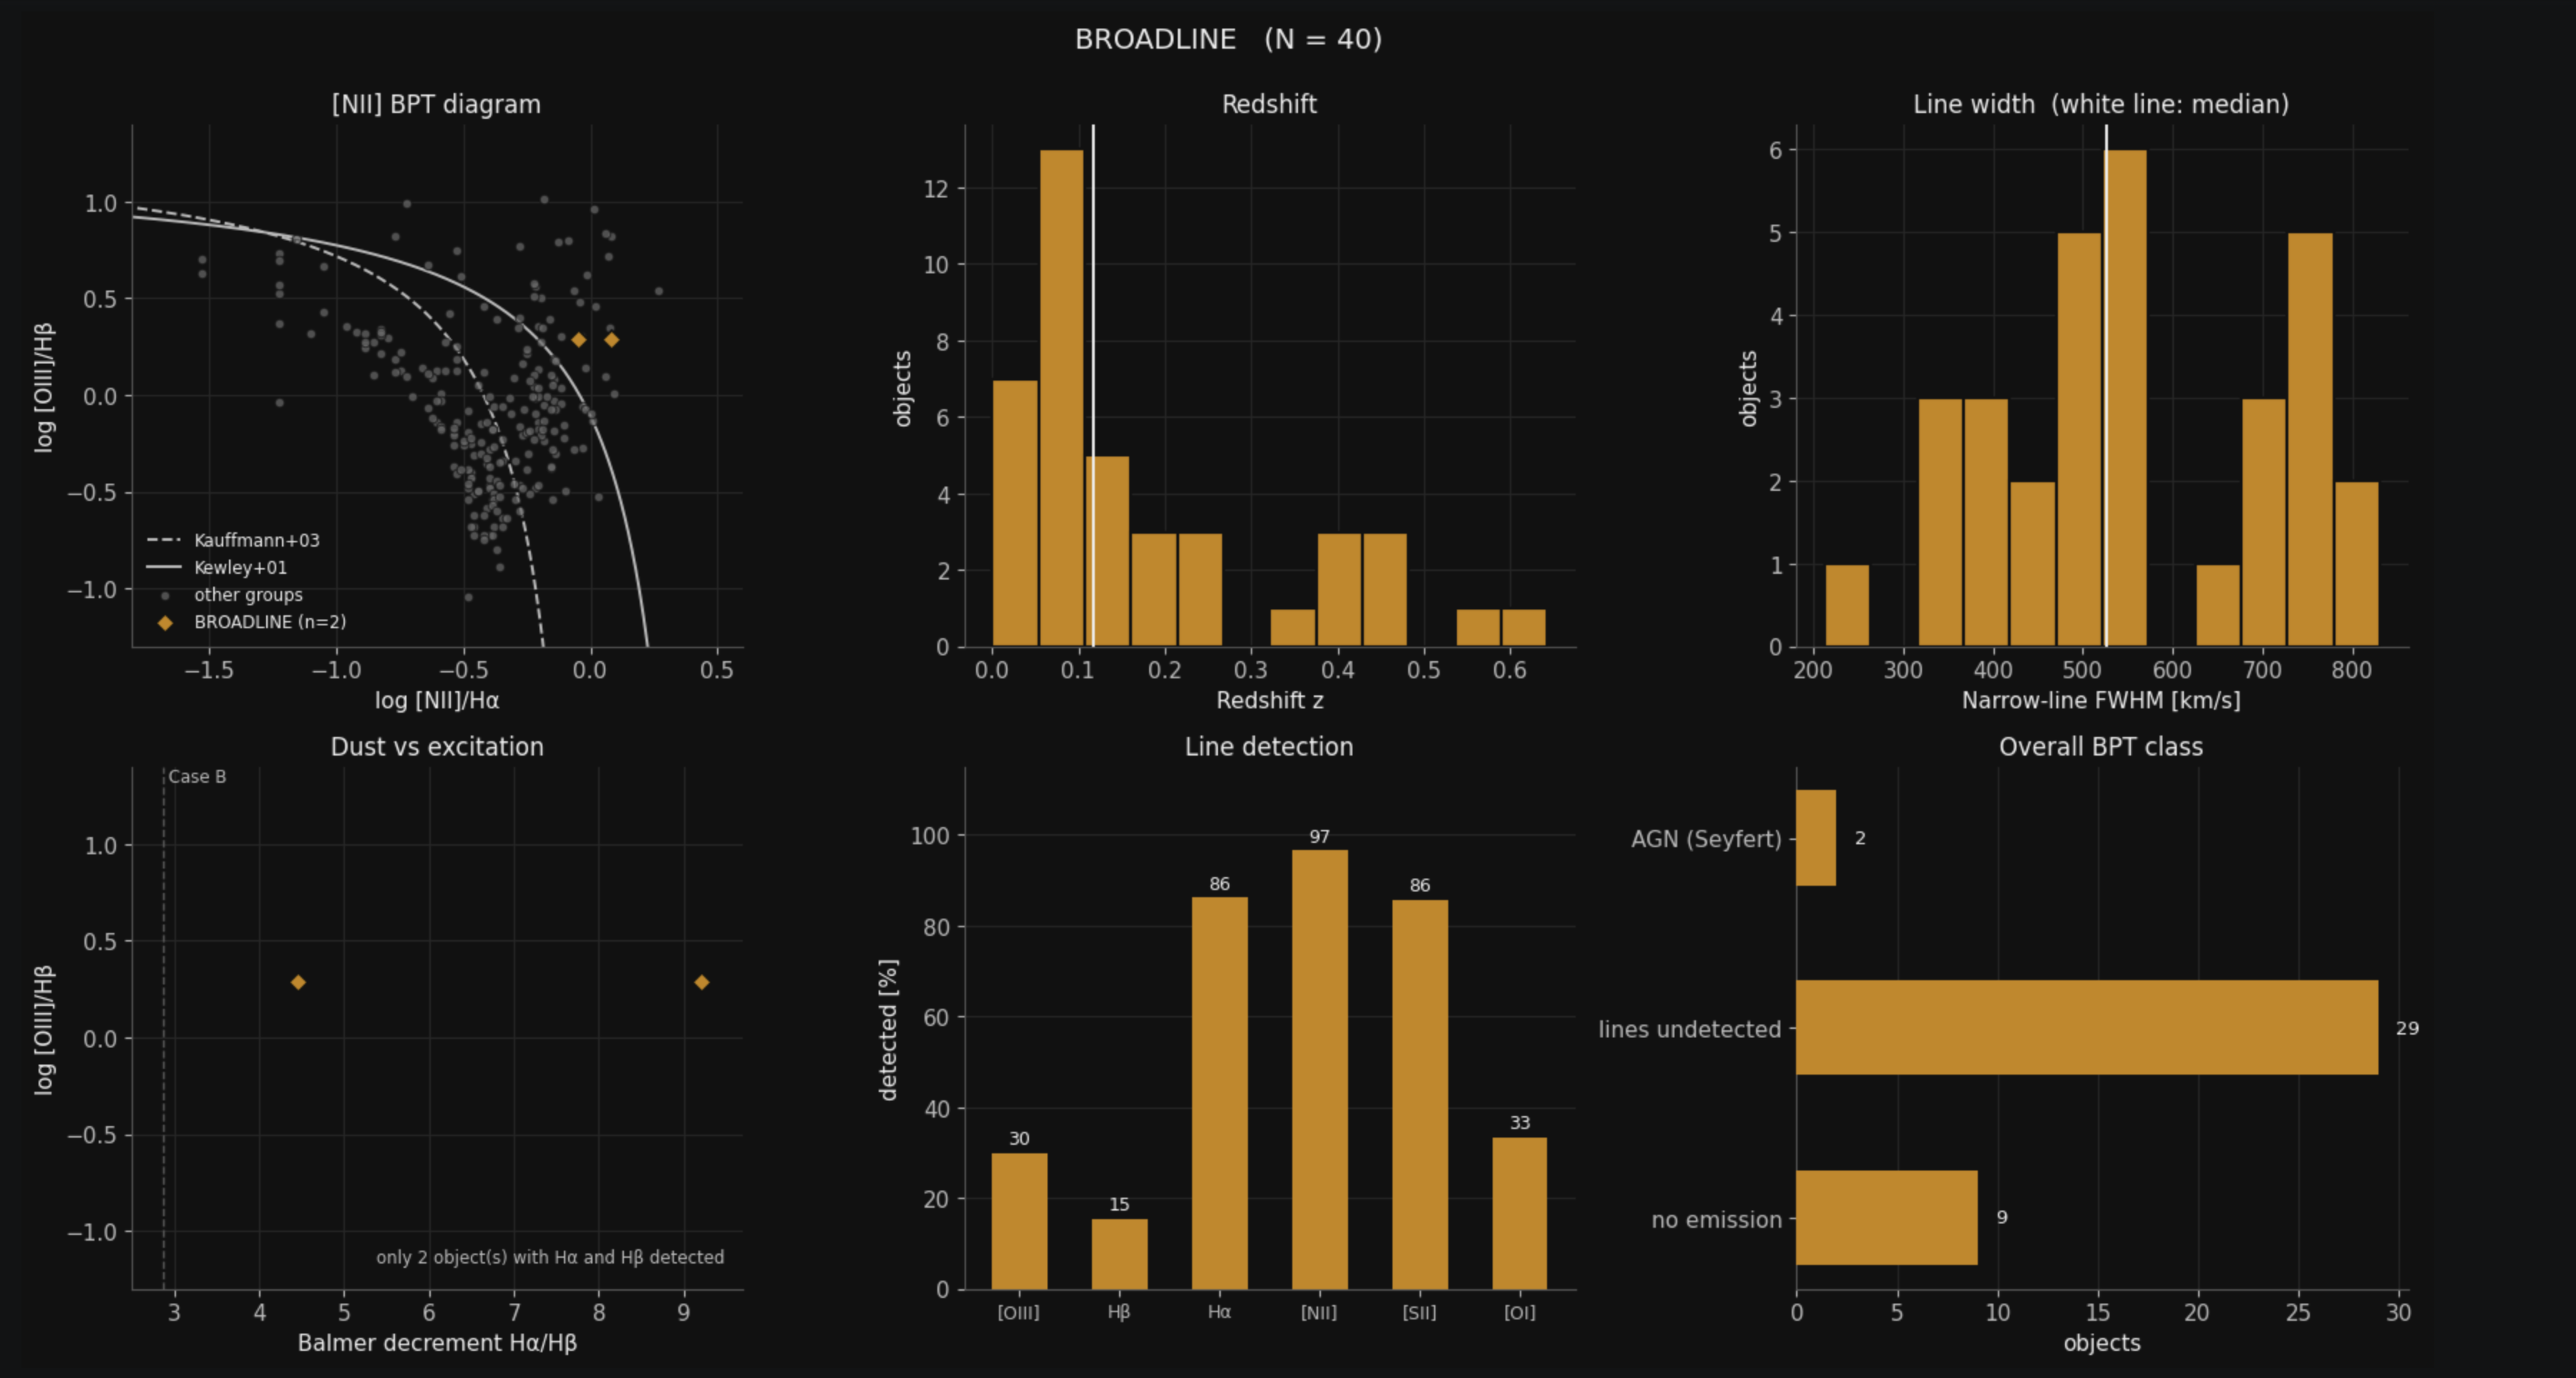 BROADLINE (N = 40)
[NII] BPT diagram
1.0
0.5
0.0
−0.5
−1.0
log [OIII]/Hβ
Kauffmann+03
Kewley+01
other groups
BROADLINE (n=2)
−1.5 −1.0 −0.5 0.0 0.5
log [NII]/Hα
Redshift
12
10
8
6
4
2
0
objects
0.0 0.1 0.2 0.3 0.4 0.5 0.6
Redshift z
Line width (white line: median)
6
5
4
3
2
1
0
objects
200 300 400 500 600 700 800
Narrow-line FWHM [km/s]
Dust vs excitation
Case B
1.0
0.5
0.0
−0.5
−1.0
log [OIII]/Hβ
only 2 object(s) with Hα and Hβ detected
3 4 5 6 7 8 9
Balmer decrement Hα/Hβ
Line detection
100
80
60
40
20
0
detected [%]
30 15 86 97 86 33
[OIII] Hβ Hα [NII] [SII] [OI]
Overall BPT class
AGN (Seyfert) 2
lines undetected 29
no emission 9
0 5 10 15 20 25 30
objects